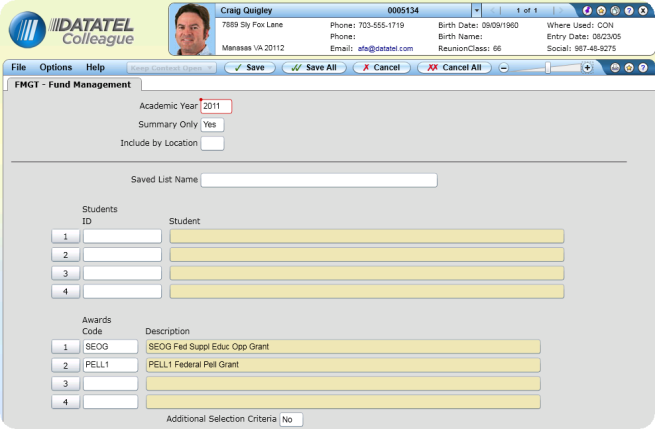 DATATEL
Colleague
Craig Quigley 0005134 1 of 1
7889 Sly Fox Lane Phone: 703-555-1719 Birth Date: 09/09/1960 Where Used: CON
Phone: Birth Name: Entry Date: 08/23/05
Manasas VA 20112 Email: afa@datatel.com ReunionClass: 66 Social: 987-48-9275
File Options Help Keep Context Open Save Save All Cancel Cancel All
FMGT - Fund Management
Academic Year 2011
Summary Only Yes
Include by Location
Saved List Name
Students
ID Student
1
2
3
4
Awards
Code Description
1 SEOG SEOG Fed Suppl Educ Opp Grant
2 PELL1 PELL1 Federal Pell Grant
3
4
Additional Selection Criteria No